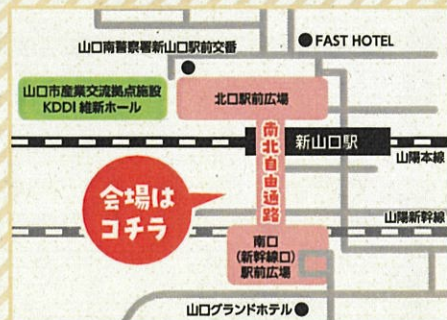 山口南警察署新山口駅前交番
FAST HOTEL
山口市産業交流拠点施設
KDDI 維新ホール
北口駅前広場
新山口駅
山陽本線
南北自由通路
会場は
コチラ
山陽新幹線
南口
(新幹線口)
駅前広場
山口グランドホテル